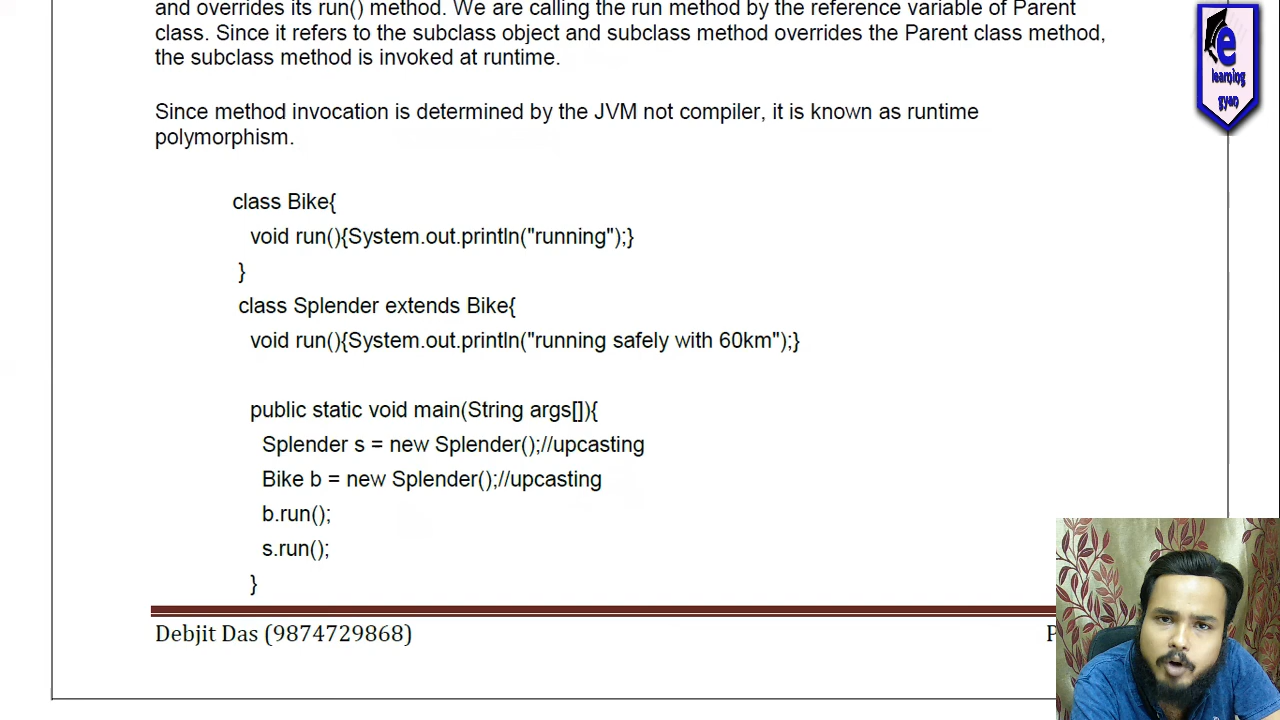 and overrides its run() method. We are calling the run method by the reference variable of Parent
class. Since it refers to the subclass object and subclass method overrides the Parent class method,
the subclass method is invoked at runtime.
Since method invocation is determined by the JVM not compiler, it is known as runtime
polymorphism.
class Bike{
void run(){System.out.println("running");}
}
class Splender extends Bike{
void run(){System.out.println("running safely with 60km");}
public static void main(String args[]){
Splender s = new Splender();//upcasting
Bike b = new Splender();//upcasting
b.run();
s.run();
}
Debjit Das (9874729868)
P
e
learning
gyan